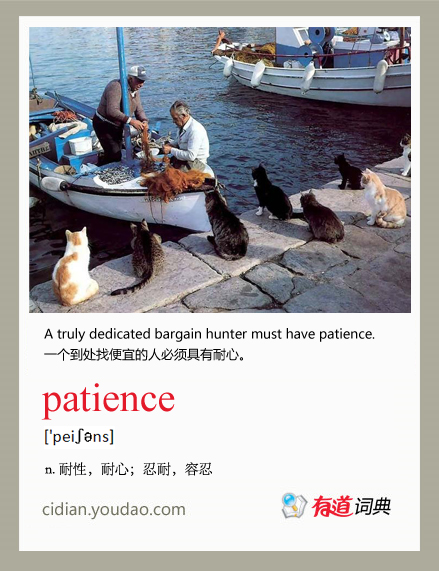 A truly dedicated bargain hunter must have patience.
一个到处找便宜的人必须具有耐心。
patience
['peiʃəns]
n. 耐性，耐心；忍耐，容忍
cidian.youdao.com 有道词典